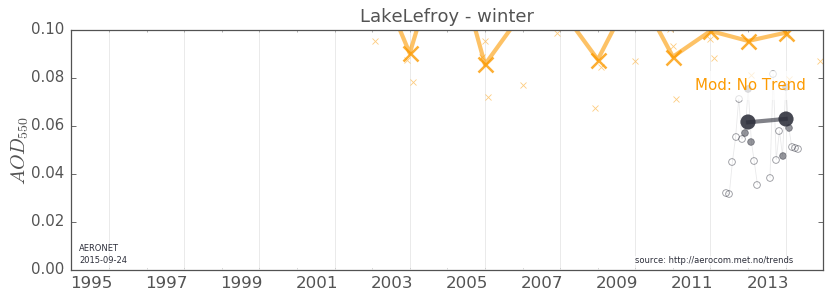 LakeLefroy - winter
0.10
0.08
0.06
0.04
0.02
0.00
AOD550
Mod: No Trend
AERONET
2015-09-24
source: http://aerocom.met.no/trends
1995 1997 1999 2001 2003 2005 2007 2009 2011 2013